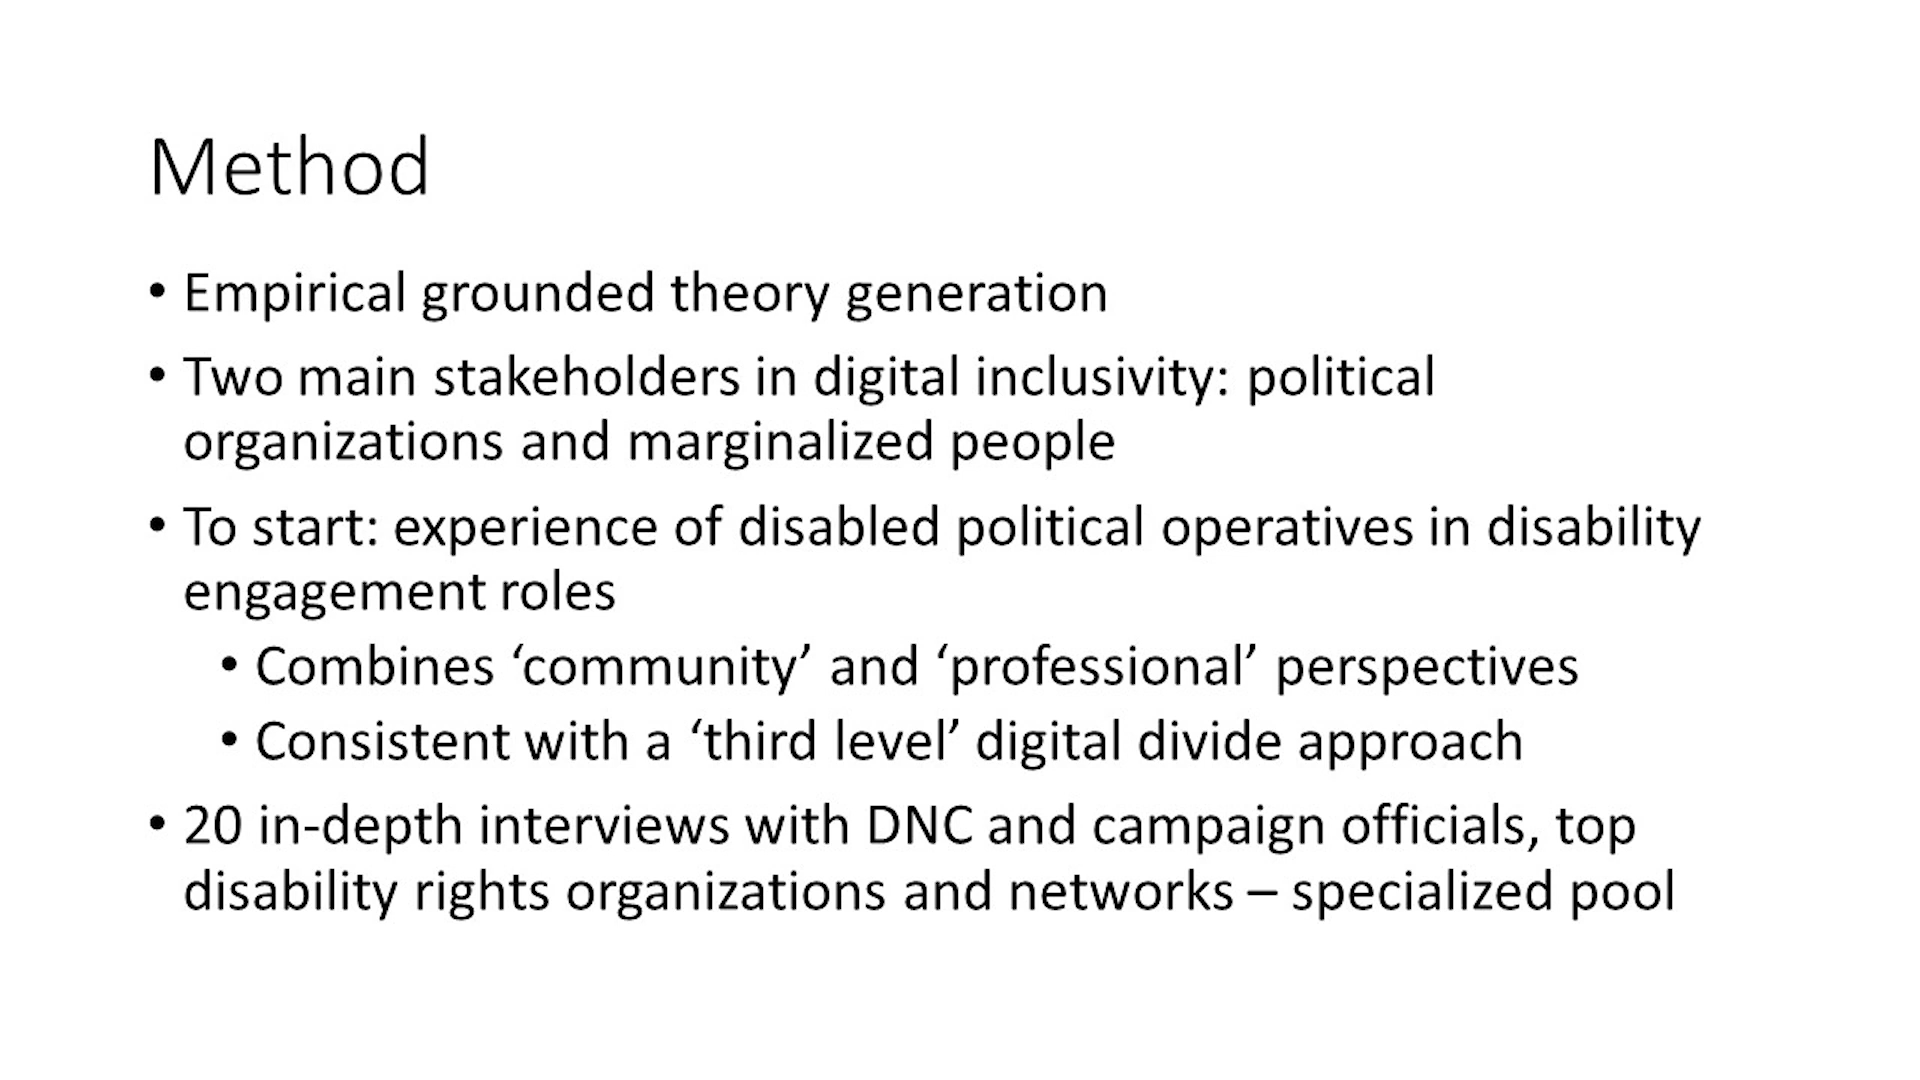 Method
• Empirical grounded theory generation
• Two main stakeholders in digital inclusivity: political
organizations and marginalized people
• To start: experience of disabled political operatives in disability
engagement roles
• Combines ‘community’ and ‘professional’ perspectives
• Consistent with a ‘third level’ digital divide approach
• 20 in-depth interviews with DNC and campaign officials, top
disability rights organizations and networks – specialized pool